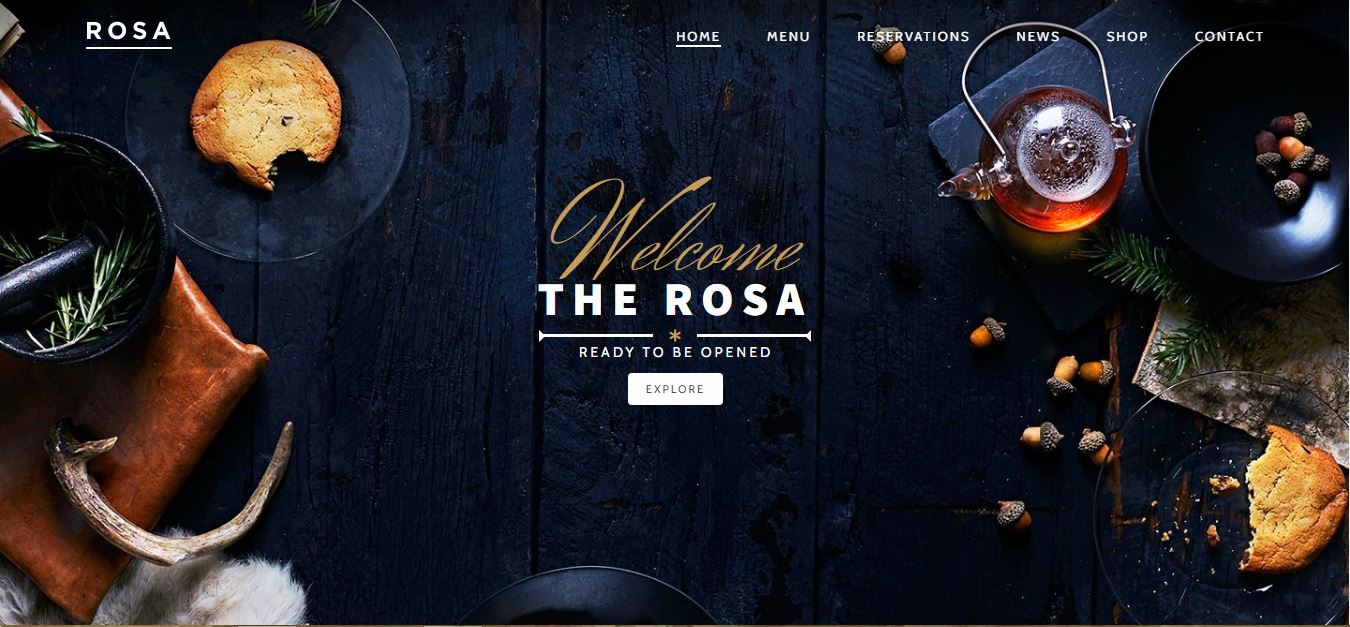 ROSA
HOME MENU RESERVATIONS NEWS SHOP CONTACT
Welcome
THE ROSA
READY TO BE OPENED
EXPLORE